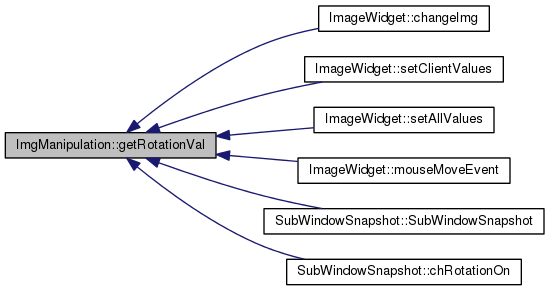 ImageWidget::changeImg
ImageWidget::setClientValues
ImageWidget::setAllValues
ImgManipulation::getRotationVal
ImageWidget::mouseMoveEvent
SubWindowSnapshot::SubWindowSnapshot
SubWindowSnapshot::chRotationOn